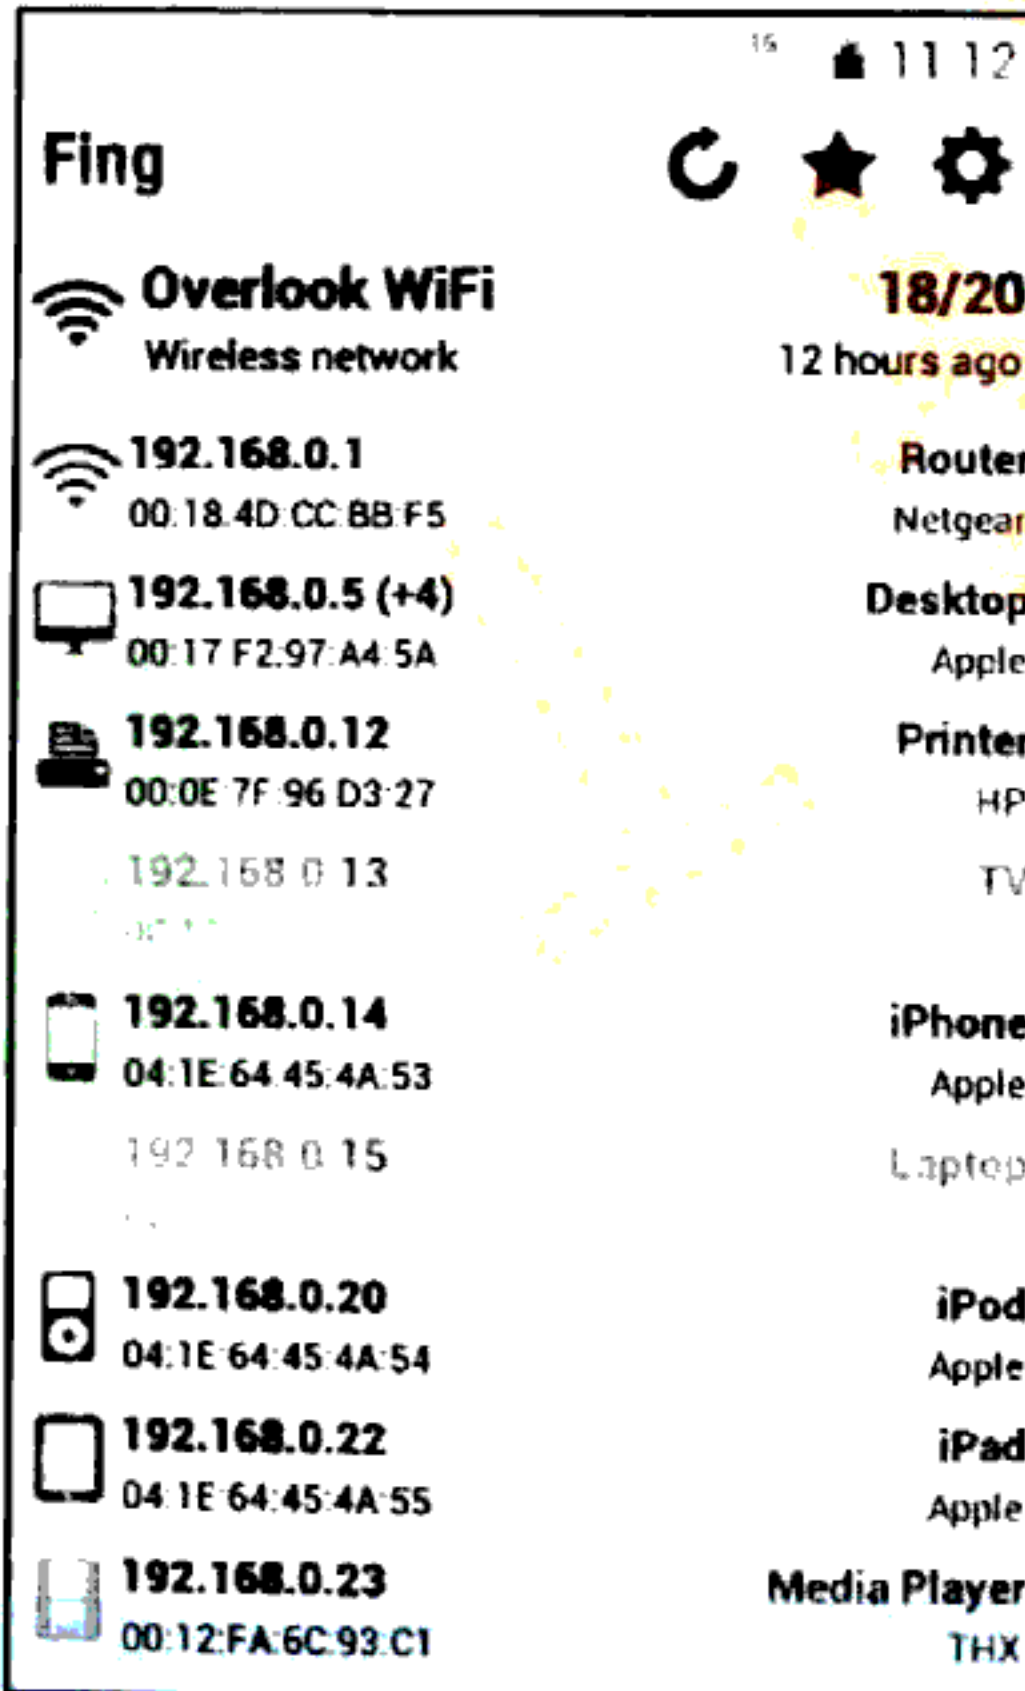 16 11 12
Fing
Overlook WiFi 18/20
Wireless network 12 hours ago
192.168.0.1 Router
00:18:4D:CC:BB:F5 Netgear
192.168.0.5 (+4) Desktop
00:17:F2:97:A4:5A Apple
192.168.0.12 Printer
00:0E:7F:96:D3:27 HP
192.168.0.13 TV
192.168.0.14 iPhone
04:1E:64:45:4A:53 Apple
192.168.0.15 Laptop
192.168.0.20 iPod
04:1E:64:45:4A:54 Apple
192.168.0.22 iPad
04:1E:64:45:4A:55 Apple
192.168.0.23 Media Player
00:12:FA:6C:93:C1 THX